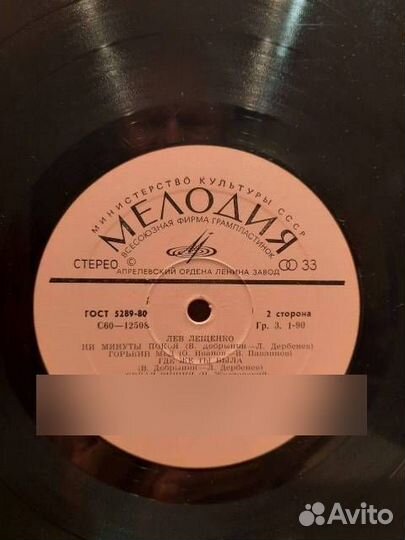 МИНИСТЕРСТВО КУЛЬТУРЫ СССР
МЕЛОДИЯ
ВСЕСОЮЗНАЯ ФИРМА ГРАМПЛАСТИНОК
СТЕРЕО
33
АПРЕЛЕВСКИЙ ОРДЕНА ЛЕНИНА ЗАВОД
ГОСТ 5289-80
2 сторона
С60—12508
Гр. 3. 1-90
ЛЕВ ЛЕЩЕНКО
НИ МИНУТЫ ПОКОЯ (В. Добрынин—Л. Дербенев)
ГОРЬКИЙ МЕД (О. Иванов—В. Павлинов)
ГДЕ ЖЕ ТЫ БЫЛА
(В. Добрынин—Л. Дербенев)
Avito